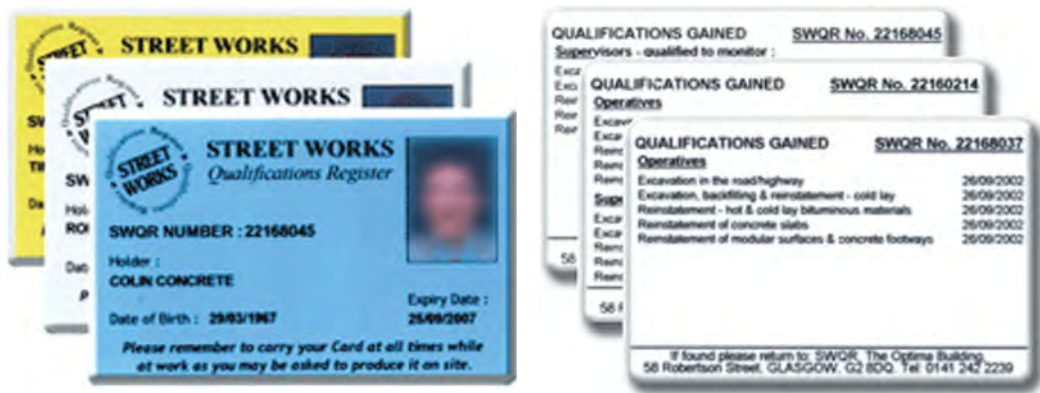 STREET WORKS
STREET WORKS
STREET WORKS
Qualifications Register
STREET
WORKS
SWQR NUMBER : 22168045
Holder :
COLIN CONCRETE
Expiry Date :
Date of Birth : 29/03/1967
25/09/2007
Please remember to carry your Card at all times while
at work as you may be asked to produce it on site.
QUALIFICATIONS GAINED SWQR No. 22168045
Supervisors - qualified to monitor :
QUALIFICATIONS GAINED SWQR No. 22160214
Operatives
QUALIFICATIONS GAINED SWQR No. 22168037
Operatives
Excavation in the road/highway 26/09/2002
Excavation, backfilling & reinstatement - cold lay 26/09/2002
Reinstatement - hot & cold lay bituminous materials 26/09/2002
Reinstatement of concrete slabs 26/09/2002
Reinstatement of modular surfaces & concrete footways 26/09/2002
If found please return to: SWQR, The Optima Building,
58 Robertson Street, GLASGOW, G2 8DQ. Tel: 0141 242 2239